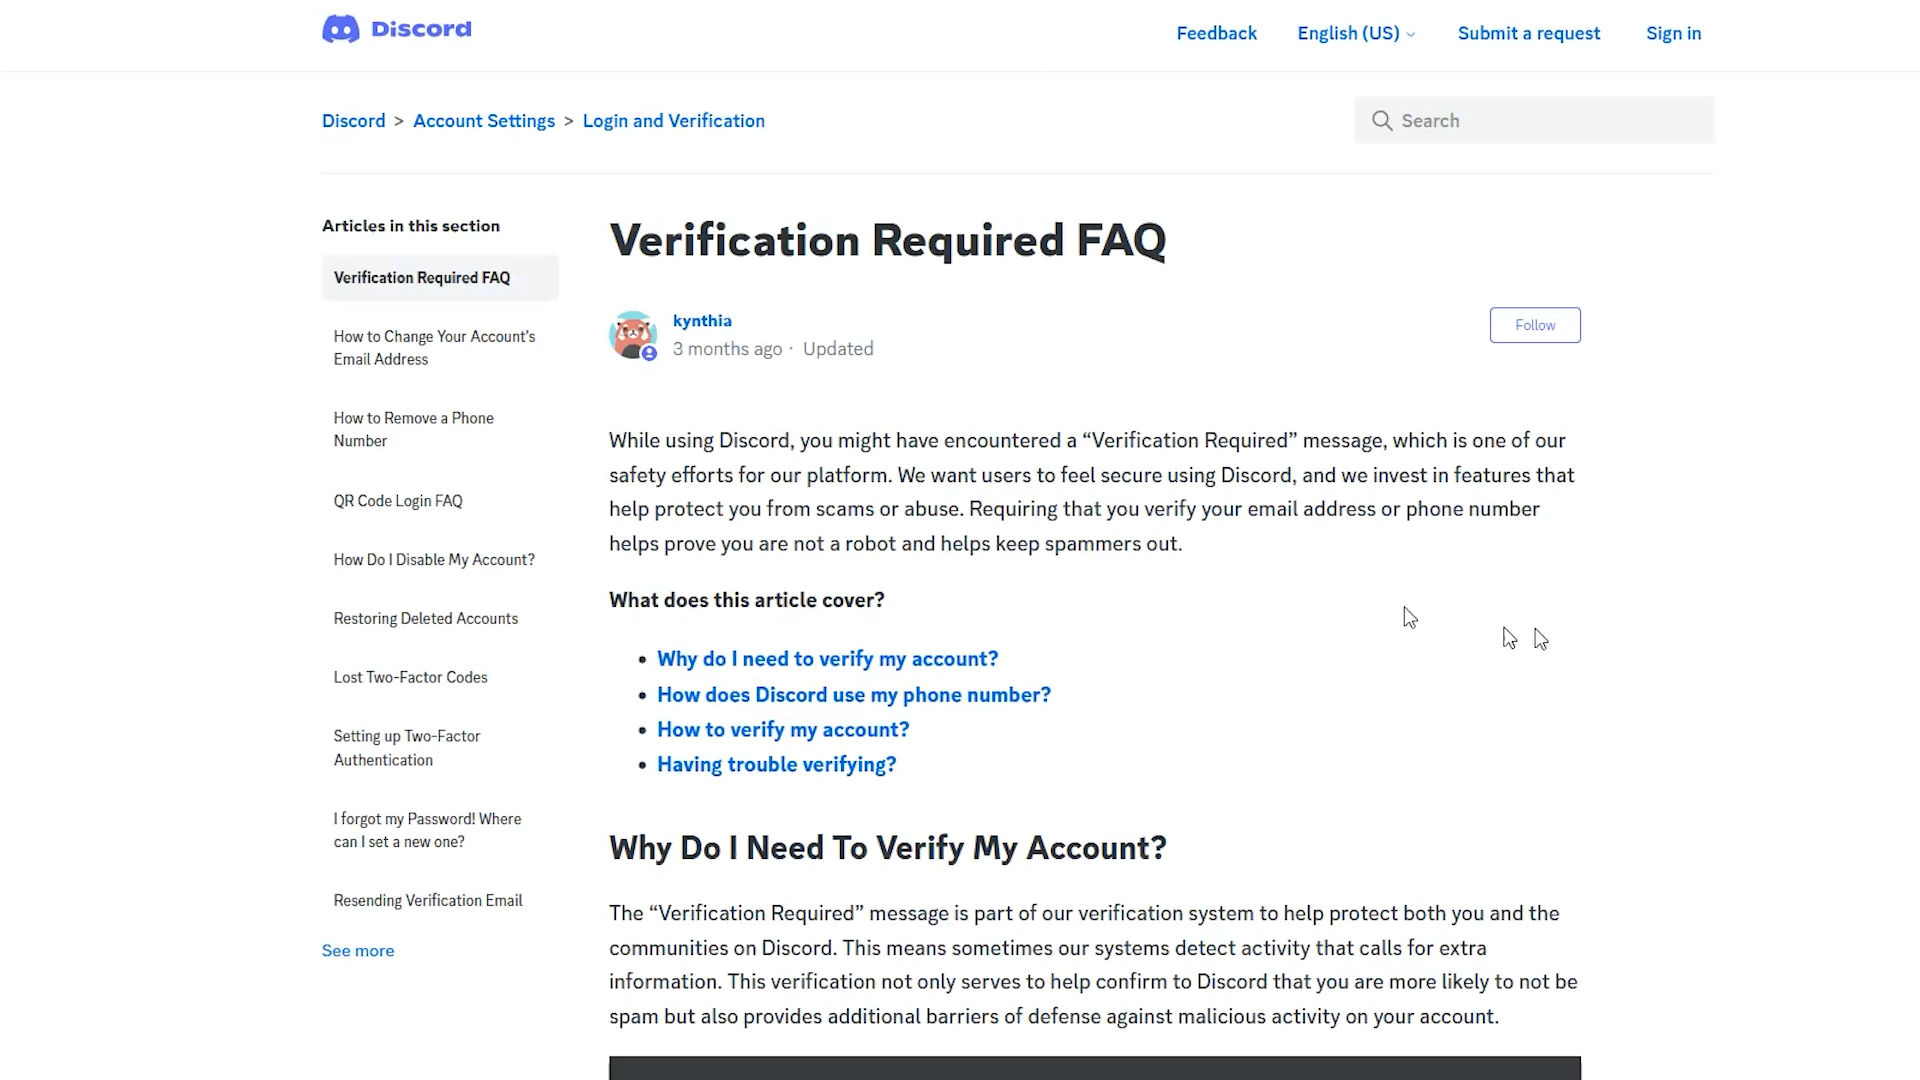 Discord
Feedback
English (US)
Submit a request
Sign in
Discord > Account Settings > Login and Verification
Search
Articles in this section
Verification Required FAQ
How to Change Your Account's
Email Address
How to Remove a Phone
Number
QR Code Login FAQ
How Do I Disable My Account?
Restoring Deleted Accounts
Lost Two-Factor Codes
Setting up Two-Factor
Authentication
I forgot my Password! Where
can I set a new one?
Resending Verification Email
See more
Verification Required FAQ
kynthia
3 months ago · Updated
Follow
While using Discord, you might have encountered a “Verification Required” message, which is one of our
safety efforts for our platform. We want users to feel secure using Discord, and we invest in features that
help protect you from scams or abuse. Requiring that you verify your email address or phone number
helps prove you are not a robot and helps keep spammers out.
What does this article cover?
• Why do I need to verify my account?
• How does Discord use my phone number?
• How to verify my account?
• Having trouble verifying?
Why Do I Need To Verify My Account?
The “Verification Required” message is part of our verification system to help protect both you and the
communities on Discord. This means sometimes our systems detect activity that calls for extra
information. This verification not only serves to help confirm to Discord that you are more likely to not be
spam but also provides additional barriers of defense against malicious activity on your account.